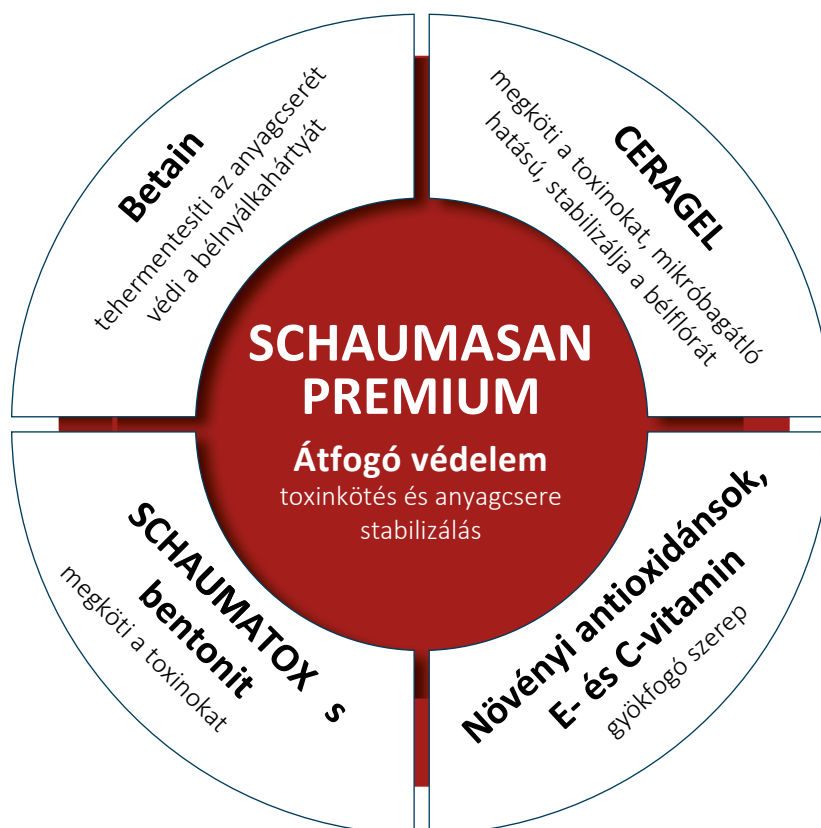 Betain
tehermentesíti az anyagcserét
védi a bélnyálkahártyát
CERAGEL
megköti a toxinokat, mikróbagátló
hatású, stabilizálja a bélflórát
SCHAUMASAN
PREMIUM
Átfogó védelem
toxinkötés és anyagcsere
stabilizálás
SCHAUMATOX s
bentonit
megköti a toxinokat
Növényi antioxidánsok,
E- és C-vitamin
gyökfogó szerep